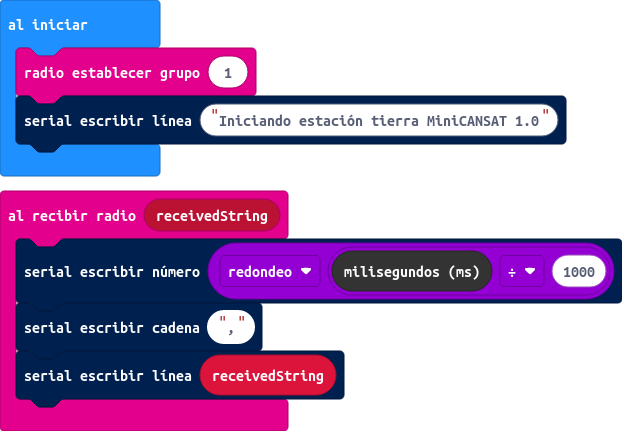 al iniciar
radio establecer grupo 1
serial escribir línea "Iniciando estación tierra MiniCANSAT 1.0"
al recibir radio receivedString
serial escribir número redondeo milisegundos (ms) ÷ 1000
serial escribir cadena ","
serial escribir línea receivedString